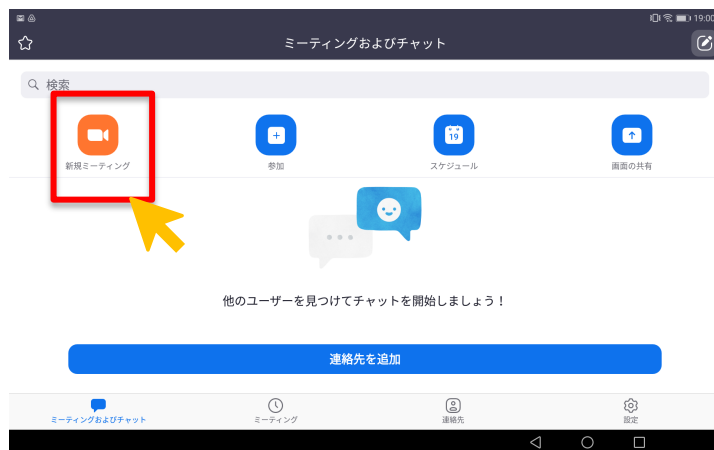 19:00
ミーティングおよびチャット
検索
19
新規ミーティング
参加
スケジュール
画面の共有
他のユーザーを見つけてチャットを開始しましょう！
連絡先を追加
ミーティングおよびチャット
ミーティング
連絡先
設定